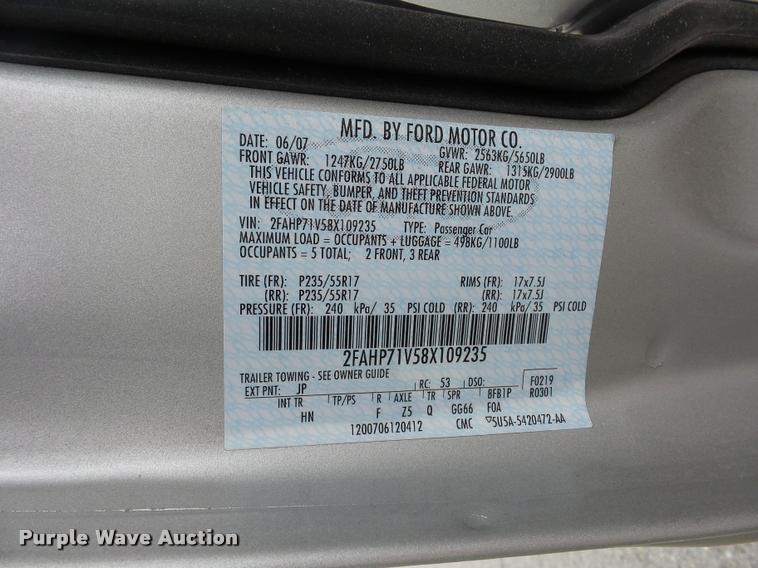 MFD. BY FORD MOTOR CO.
DATE: 06/07 GVWR: 2563KG/5650LB
FRONT GAWR: 1247KG/2750LB REAR GAWR: 1315KG/2900LB
THIS VEHICLE CONFORMS TO ALL APPLICABLE FEDERAL MOTOR
VEHICLE SAFETY, BUMPER, AND THEFT PREVENTION STANDARDS
IN EFFECT ON THE DATE OF MANUFACTURE SHOWN ABOVE.
VIN: 2FAHP71V58X109235 TYPE: Passenger Car
MAXIMUM LOAD = OCCUPANTS + LUGGAGE = 498KG/1100LB
OCCUPANTS = 5 TOTAL; 2 FRONT, 3 REAR
TIRE (FR): P235/55R17 RIMS (FR): 17x7.5J
(RR): P235/55R17 (RR): 17x7.5J
PRESSURE (FR): 240 kPa/ 35 PSI COLD (RR): 240 kPa/ 35 PSI COLD
2FAHP71V58X109235
TRAILER TOWING - SEE OWNER GUIDE
EXT PNT: JP RC: 53 DSO: F0219
INT TR TP/PS R AXLE TR SPR 8FB1P R0301
HN F Z5 Q GG66 F0A
1200706120412 CMC 5U5A-5420472-AA
Purple Wave Auction